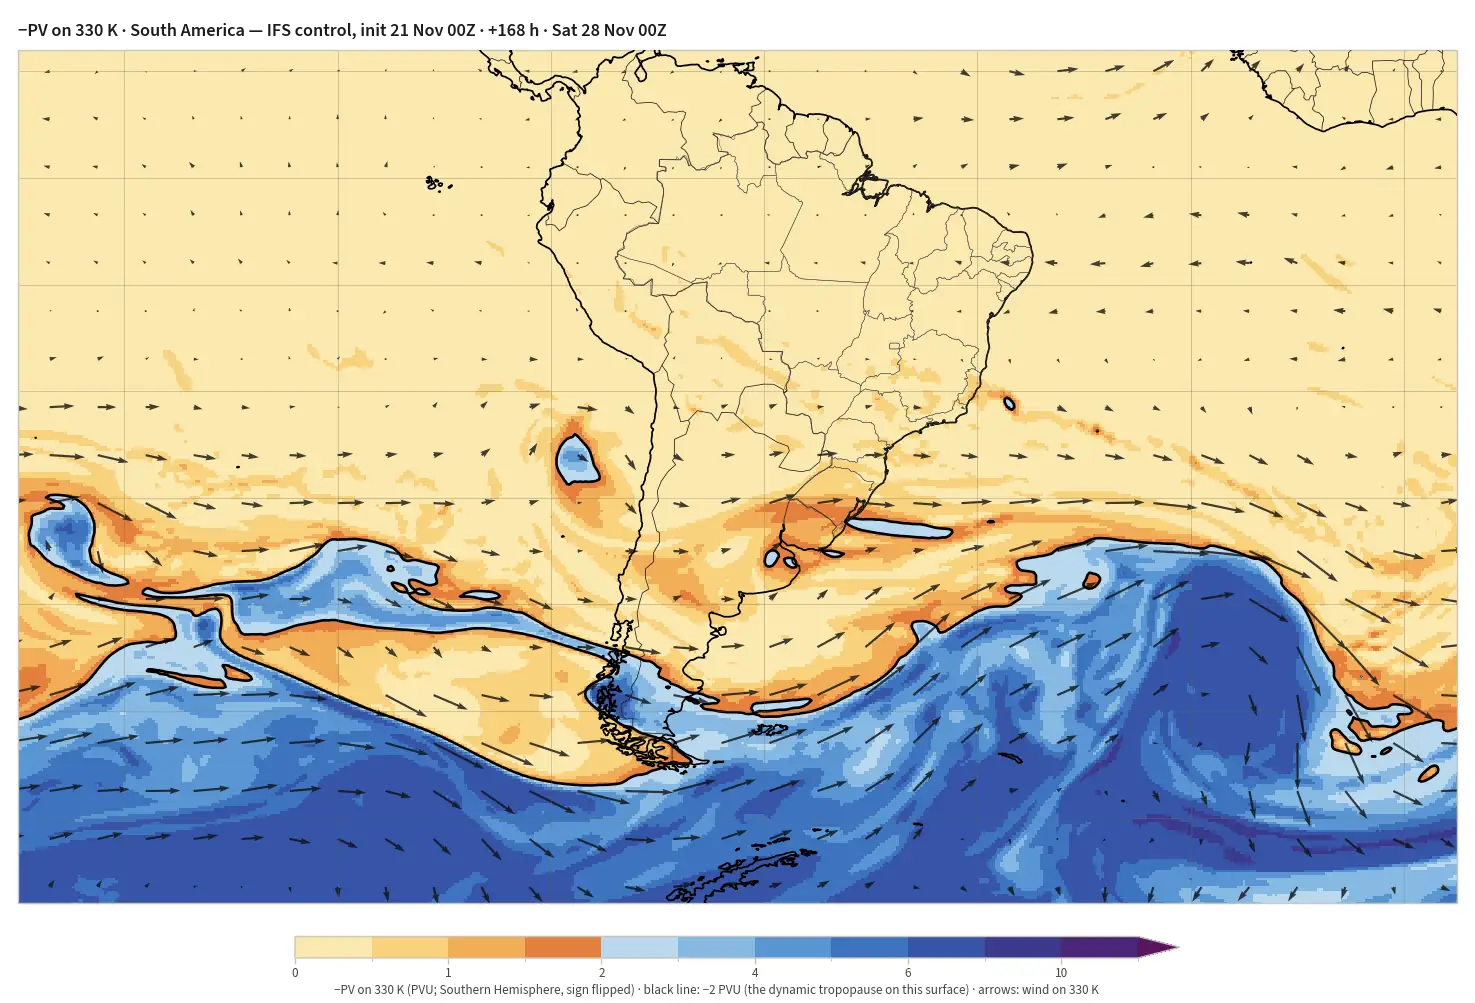 −PV on 330 K · South America — IFS control, init 21 Nov 00Z · +168 h · Sat 28 Nov 00Z
0 1 2 4 6 10
−PV on 330 K (PVU; Southern Hemisphere, sign flipped) · black line: −2 PVU (the dynamic tropopause on this surface) · arrows: wind on 330 K